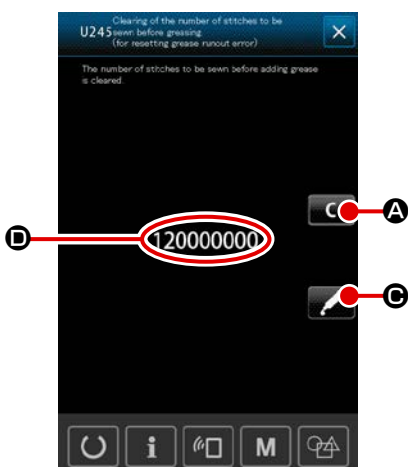 U245 Clearing of the number of stitches to be
sewn before greasing
(for resetting grease runout error)
The number of stitches to be sewn before adding grease
is cleared.
C
A
D
120000000
C
i
M